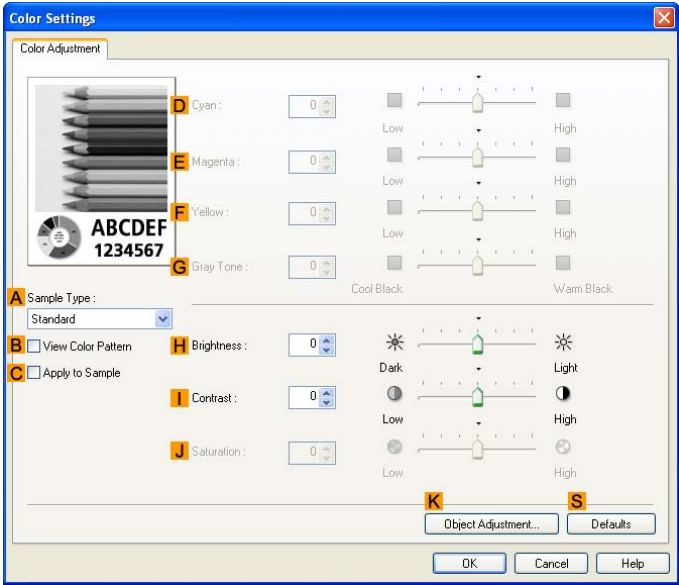 Color Settings
Color Adjustment
D Cyan : 0
Low High
E Magenta : 0
Low High
F Yellow : 0
Low High
ABCDEF
1234567
G Gray Tone : 0
Cool Black Warm Black
A Sample Type :
Standard
B View Color Pattern
C Apply to Sample
H Brightness : 0
Dark Light
I Contrast : 0
Low High
J Saturation : 0
Low High
K S
Object Adjustment... Defaults
OK Cancel Help